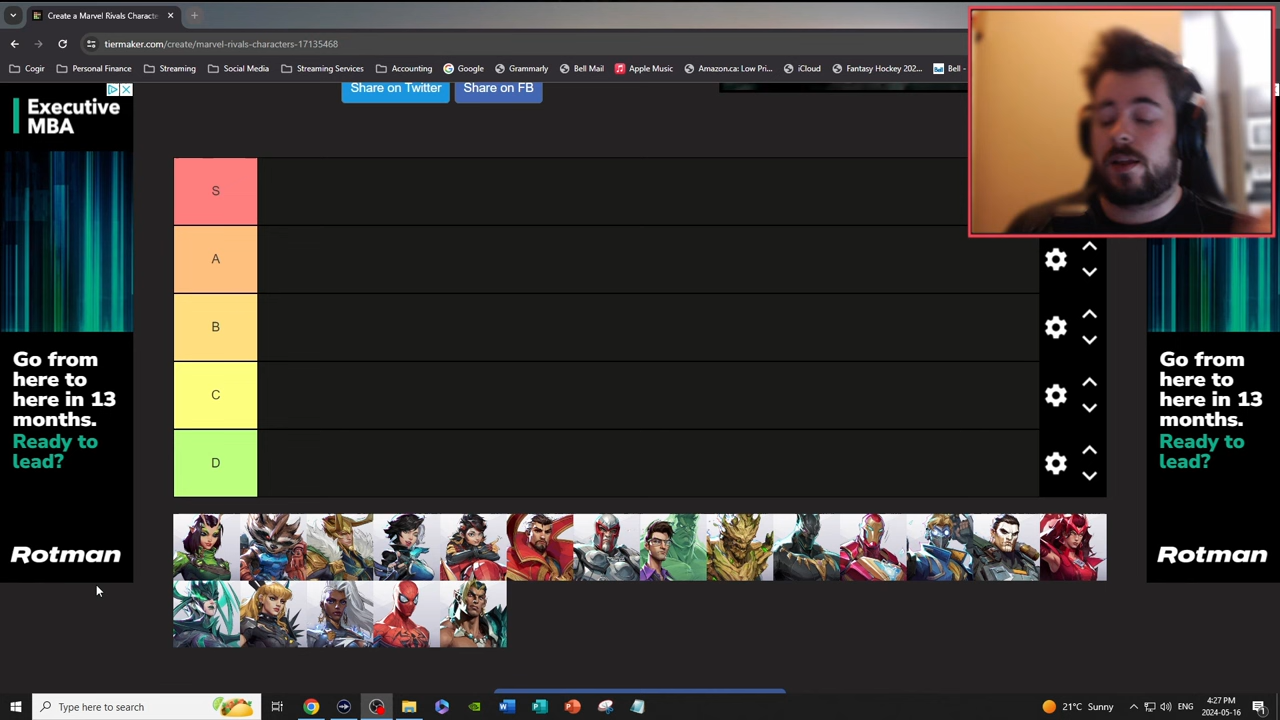 Create a Marvel Rivals Characte
tiermaker.com/create/marvel-rivals-characters-17135468
Cogir
Personal Finance
Streaming
Social Media
Streaming Services
Accounting
Google
Grammarly
Bell Mail
Apple Music
Amazon.ca: Low Pri...
iCloud
Fantasy Hockey 202...
Bell -
Share on Twitter
Share on FB
Executive
MBA
Go from
here to
here in 13
months.
Ready to
lead?
Rotman
S
A
B
C
D
Go from
here to
here in 13
months.
Ready to
lead?
Rotman
Type here to search
21°C Sunny
ENG
4:27 PM
2024-05-16
1